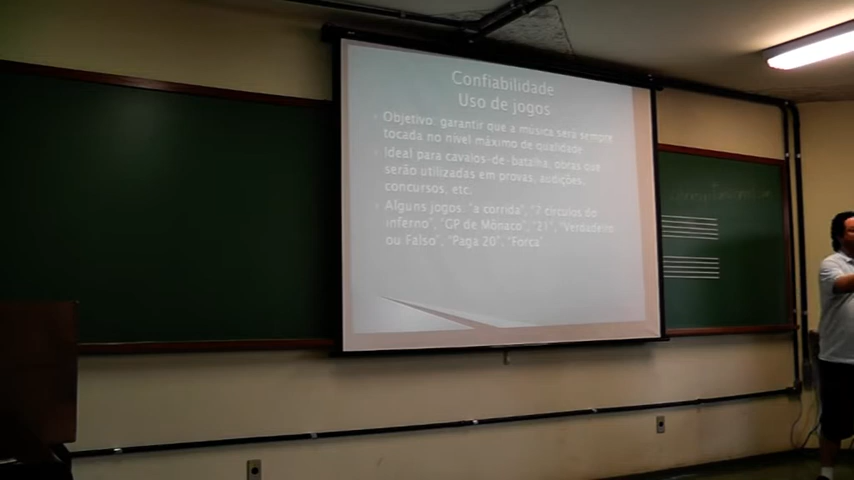 Confiabilidade
Uso de jogos
Objetivo: garantir que a música será sempre
tocada no nível máximo de qualidade
Ideal para cavalos-de-batalha, obras que
serão utilizadas em provas, audições,
concursos, etc.
Alguns jogos: "a corrida", "7 círculos do
inferno", "GP de Mônaco", "21", "Verdadeiro
ou Falso", "Paga 20", "Forca"